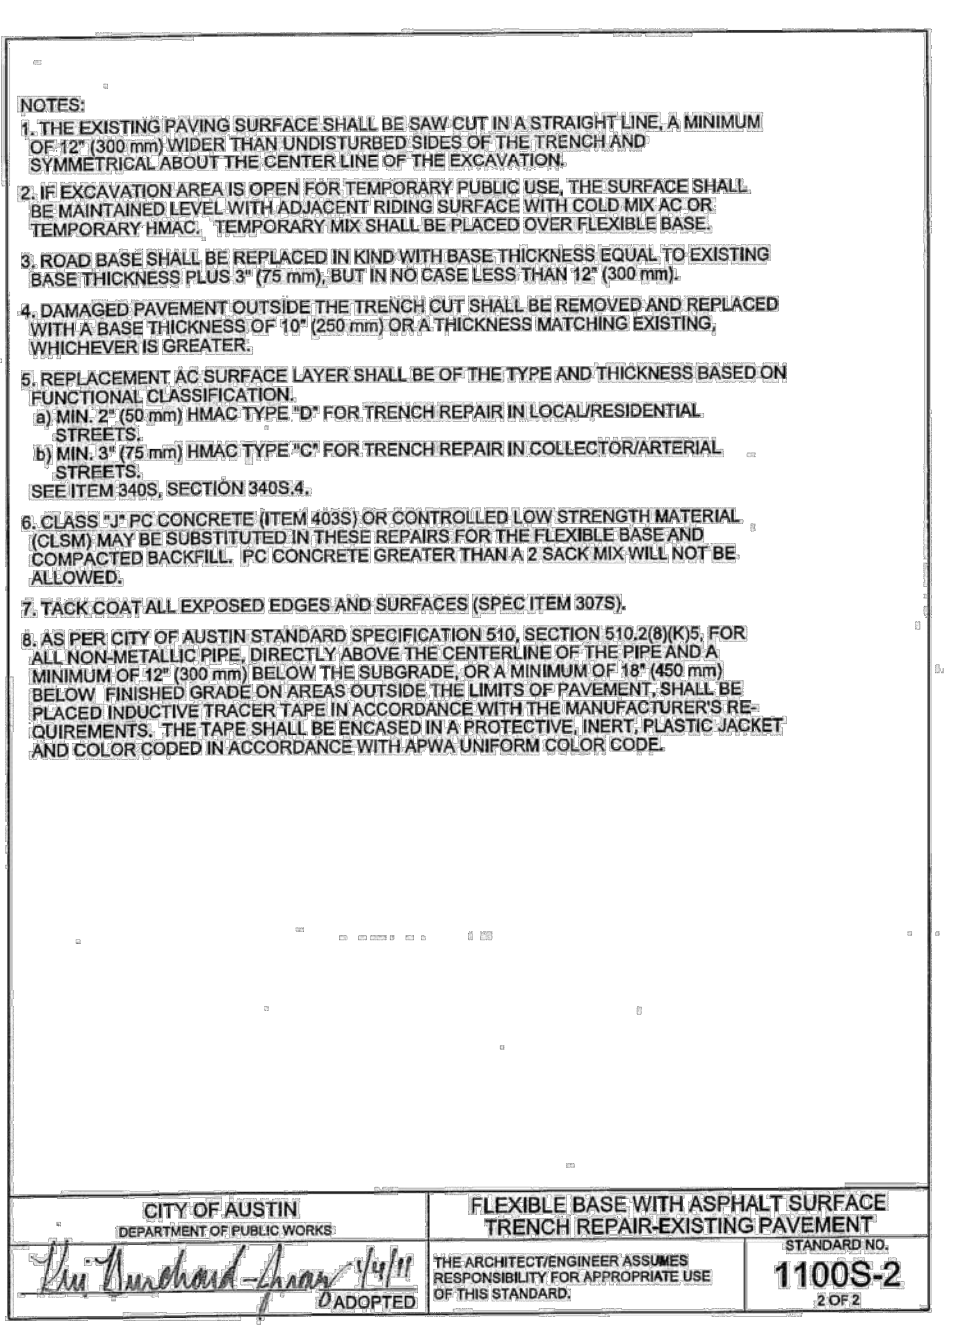 NOTES:
1. THE EXISTING PAVING SURFACE SHALL BE SAW CUT IN A STRAIGHT LINE, A MINIMUM
OF 12" (300 mm) WIDER THAN UNDISTURBED SIDES OF THE TRENCH AND
SYMMETRICAL ABOUT THE CENTER LINE OF THE EXCAVATION.
2. IF EXCAVATION AREA IS OPEN FOR TEMPORARY PUBLIC USE, THE SURFACE SHALL
BE MAINTAINED LEVEL WITH ADJACENT RIDING SURFACE WITH COLD MIX AC OR
TEMPORARY HMAC. TEMPORARY MIX SHALL BE PLACED OVER FLEXIBLE BASE.
3. ROAD BASE SHALL BE REPLACED IN KIND WITH BASE THICKNESS EQUAL TO EXISTING
BASE THICKNESS PLUS 3" (75 mm), BUT IN NO CASE LESS THAN 12" (300 mm).
4. DAMAGED PAVEMENT OUTSIDE THE TRENCH CUT SHALL BE REMOVED AND REPLACED
WITH A BASE THICKNESS OF 10" (250 mm) OR A THICKNESS MATCHING EXISTING,
WHICHEVER IS GREATER.
5. REPLACEMENT AC SURFACE LAYER SHALL BE OF THE TYPE AND THICKNESS BASED ON
FUNCTIONAL CLASSIFICATION.
a) MIN. 2" (50 mm) HMAC TYPE "D" FOR TRENCH REPAIR IN LOCAL/RESIDENTIAL
STREETS.
b) MIN. 3" (75 mm) HMAC TYPE "C" FOR TRENCH REPAIR IN COLLECTOR/ARTERIAL
STREETS.
SEE ITEM 340S, SECTION 340S.4.
6. CLASS "J" PC CONCRETE (ITEM 403S) OR CONTROLLED LOW STRENGTH MATERIAL
(CLSM) MAY BE SUBSTITUTED IN THESE REPAIRS FOR THE FLEXIBLE BASE AND
COMPACTED BACKFILL. PC CONCRETE GREATER THAN A 2 SACK MIX WILL NOT BE
ALLOWED.
7. TACK COAT ALL EXPOSED EDGES AND SURFACES (SPEC ITEM 307S).
8. AS PER CITY OF AUSTIN STANDARD SPECIFICATION 510, SECTION 510.2(8)(K)5, FOR
ALL NON-METALLIC PIPE, DIRECTLY ABOVE THE CENTERLINE OF THE PIPE AND A
MINIMUM OF 12" (300 mm) BELOW THE SUBGRADE, OR A MINIMUM OF 18" (450 mm)
BELOW FINISHED GRADE ON AREAS OUTSIDE THE LIMITS OF PAVEMENT, SHALL BE
PLACED INDUCTIVE TRACER TAPE IN ACCORDANCE WITH THE MANUFACTURER'S RE-
QUIREMENTS. THE TAPE SHALL BE ENCASED IN A PROTECTIVE, INERT, PLASTIC JACKET
AND COLOR CODED IN ACCORDANCE WITH APWA UNIFORM COLOR CODE.
CITY OF AUSTIN
DEPARTMENT OF PUBLIC WORKS
ADOPTED
FLEXIBLE BASE WITH ASPHALT SURFACE
TRENCH REPAIR-EXISTING PAVEMENT
THE ARCHITECT/ENGINEER ASSUMES
RESPONSIBILITY FOR APPROPRIATE USE
OF THIS STANDARD.
STANDARD NO.
1100S-2
2 OF 2